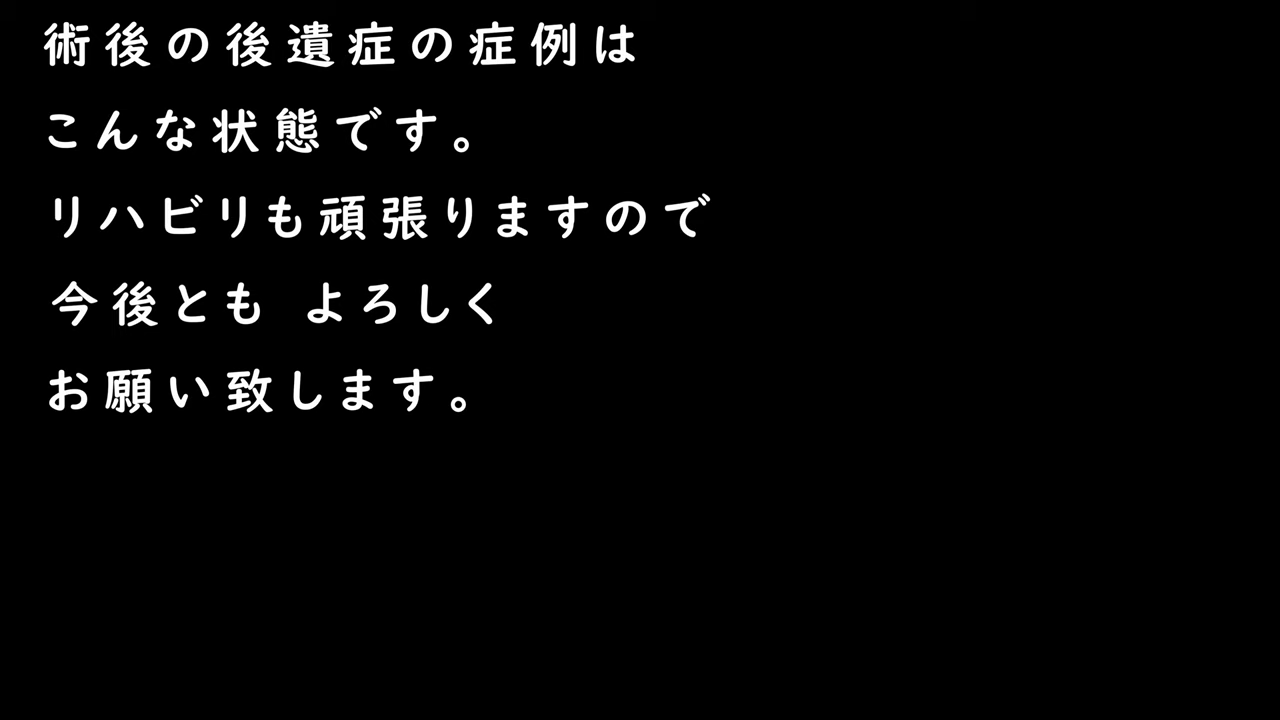 術後の後遺症の症例は
こんな状態です。
リハビリも頑張りますので
今後とも よろしく
お願い致します。